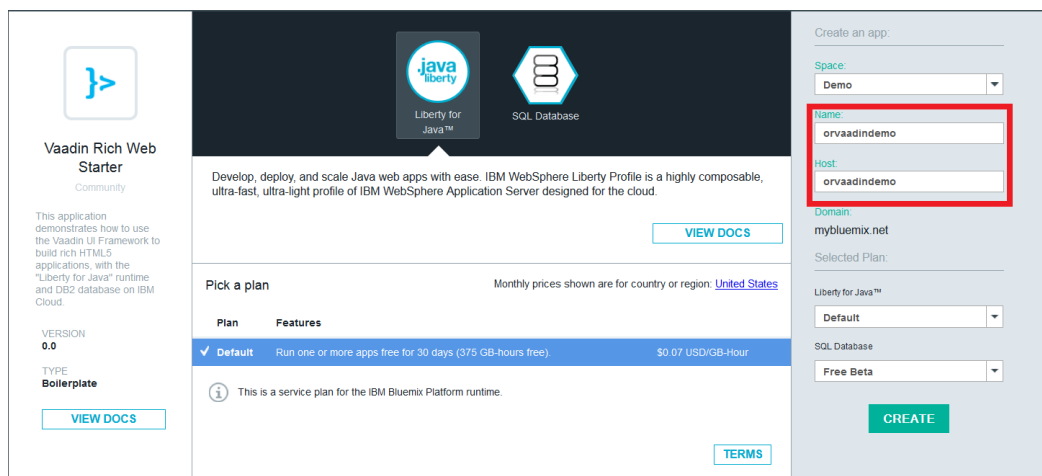 }>
Vaadin Rich Web
Starter
Community
This application
demonstrates how to use
the Vaadin UI Framework to
build rich HTML5
applications, with the
"Liberty for Java" runtime
and DB2 database on IBM
Cloud.
VERSION
0.0
TYPE
Boilerplate
VIEW DOCS
.java
liberty
Liberty for
Java™
SQL Database
Develop, deploy, and scale Java web apps with ease. IBM WebSphere Liberty Profile is a highly composable,
ultra-fast, ultra-light profile of IBM WebSphere Application Server designed for the cloud.
VIEW DOCS
Pick a plan
Monthly prices shown are for country or region: United States
Plan Features
Default Run one or more apps free for 30 days (375 GB-hours free). $0.07 USD/GB-Hour
This is a service plan for the IBM Bluemix Platform runtime.
TERMS
Create an app:
Space:
Demo
Name:
orvaadindemo
Host:
orvaadindemo
Domain:
mybluemix.net
Selected Plan:
Liberty for Java™
Default
SQL Database
Free Beta
CREATE